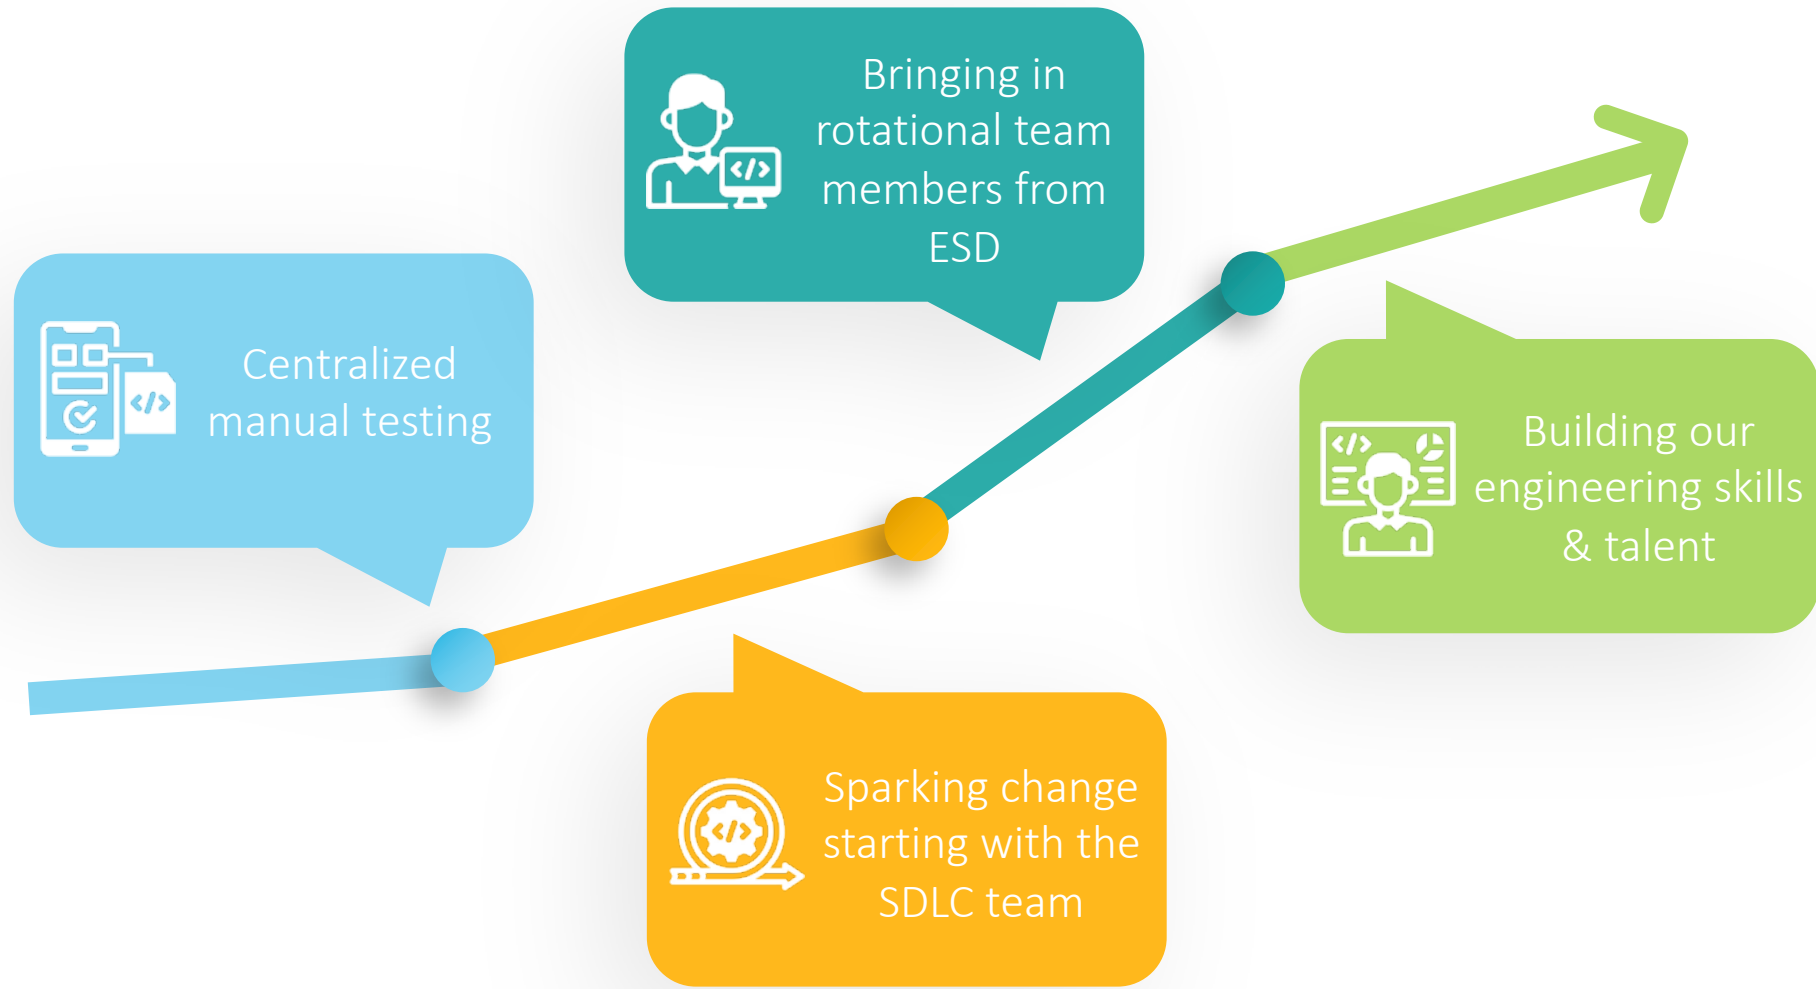 Centralized
manual testing
</>
Sparking change
starting with the
SDLC team
</>
Bringing in
rotational team
members from
ESD
</>
Building our
engineering skills
& talent
</>